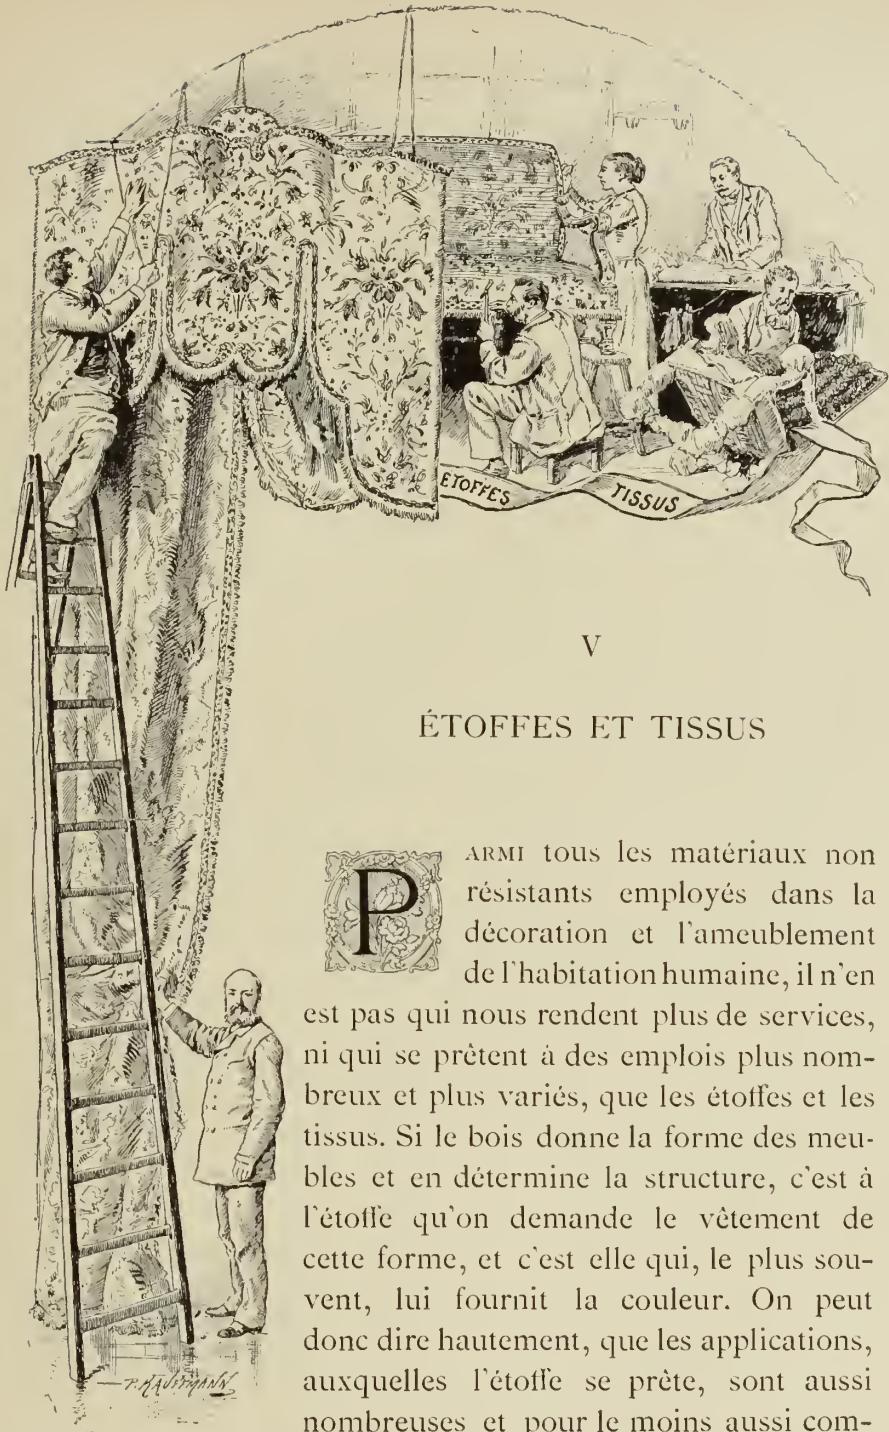 ETOFFES TISSUS
V
ÉTOFFES ET TISSUS
PARMI tous les matériaux non
résistants employés dans la
décoration et l'ameublement
de l'habitation humaine, il n'en
est pas qui nous rendent plus de services,
ni qui se prêtent à des emplois plus nom-
breux et plus variés, que les étoffes et les
tissus. Si le bois donne la forme des meu-
bles et en détermine la structure, c'est à
l'étoffe qu'on demande le vêtement de
cette forme, et c'est elle qui, le plus sou-
vent, lui fournit la couleur. On peut
donc dire hautement, que les applications,
auxquelles l'étoffe se prête, sont aussi
nombreuses et pour le moins aussi com-
P. KAUFFMANN